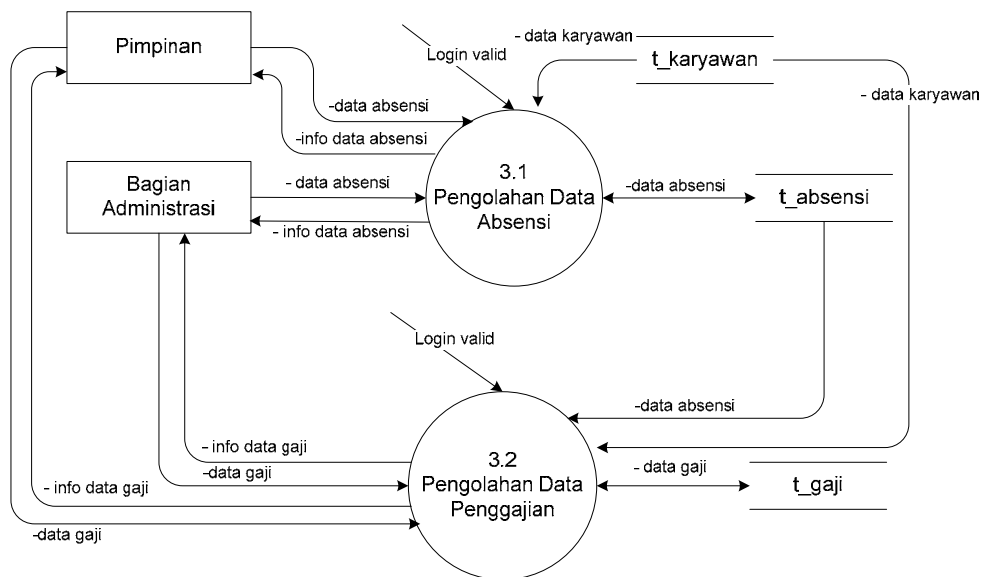 Pimpinan
Login valid
- data karyawan
t_karyawan
- data karyawan
-data absensi
-info data absensi
Bagian
Administrasi
- data absensi
- info data absensi
3.1
Pengolahan Data
Absensi
-data absensi
t_absensi
Login valid
-data absensi
- info data gaji
-data gaji
- info data gaji
-data gaji
3.2
Pengolahan Data
Penggajian
- data gaji
t_gaji